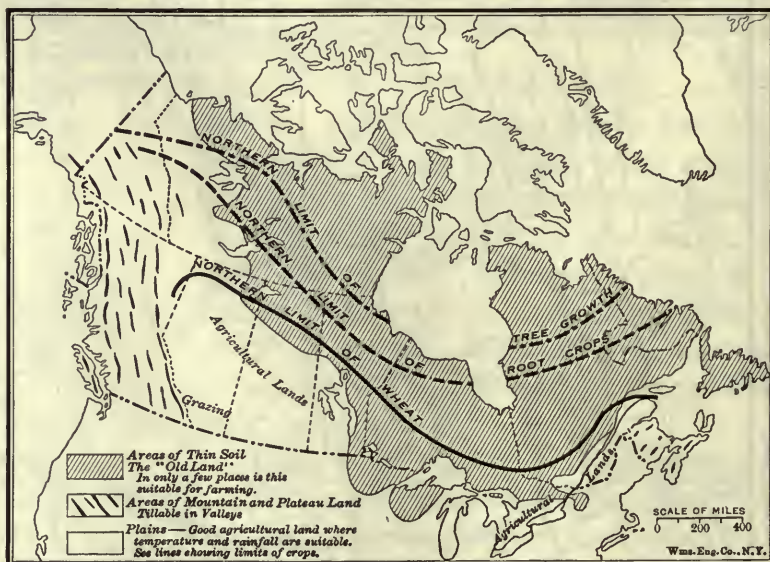 NORTHERN LIMIT OF TREE GROWTH
NORTHERN LIMIT OF ROOT CROPS
NORTHERN LIMIT OF WHEAT
Agricultural Lands
Grazing
Agricultural Lands
Areas of Thin Soil
The "Old Land"
In only a few places is this
suitable for farming.
Areas of Mountain and Plateau Land
Tillable in Valleys
Plains — Good agricultural land where
temperature and rainfall are suitable.
See lines showing limits of crops.
SCALE OF MILES
0 200 400
Wms. Eng. Co., N.Y.